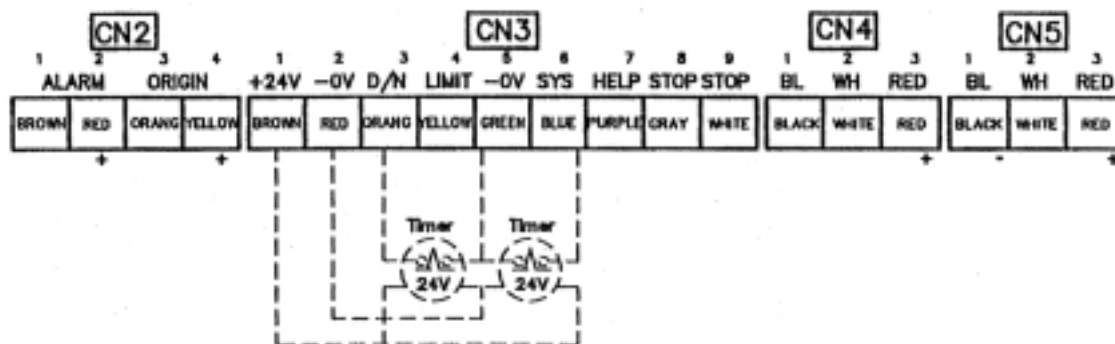 CN2 CN3 CN4 CN5
1 2 3 4 1 2 3 4 5 6 7 8 9 1 2 3 1 2 3
ALARM ORIGIN +24V -0V D/N LIMIT -0V SYS HELP STOP STOP BL WH RED BL WH RED
BROWN RED ORANG YELLOW BROWN RED ORANG YELLOW GREEN BLUE PURPLE GRAY WHITE BLACK WHITE RED BLACK WHITE RED
+ + + - +
Timer Timer
24V 24V